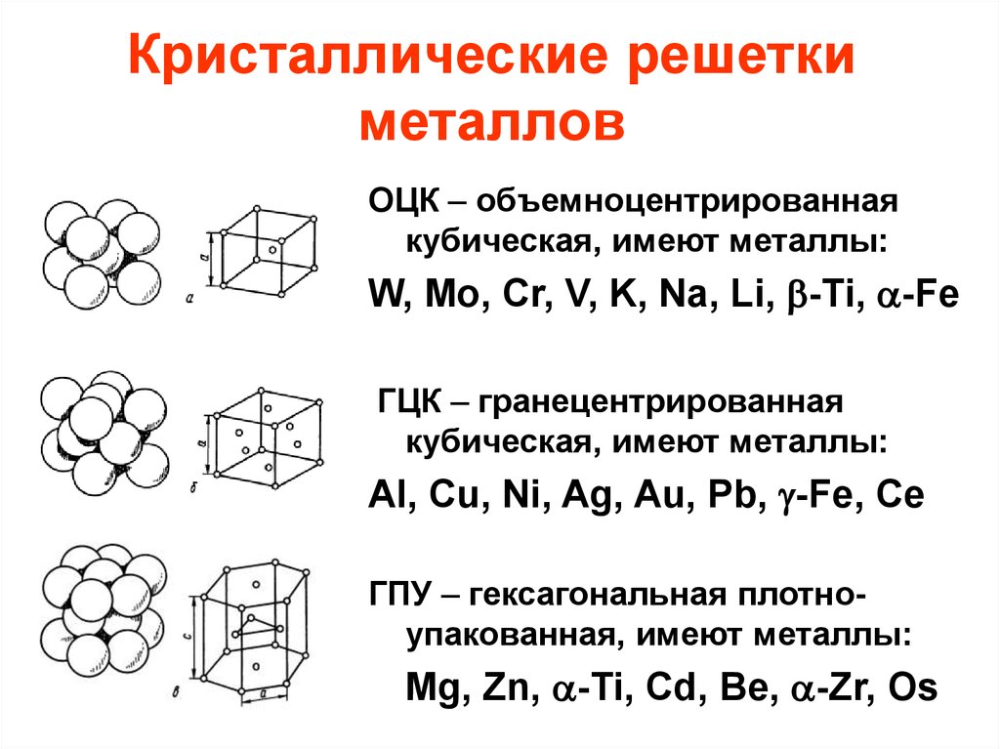 Кристаллические решетки
металлов
ОЦК – объемноцентрированная
кубическая, имеют металлы:
W, Mo, Cr, V, K, Na, Li, β-Ti, α-Fe
a
а
ГЦК – гранецентрированная
кубическая, имеют металлы:
Al, Cu, Ni, Ag, Au, Pb, γ-Fe, Ce
a
б
ГПУ – гексагональная плотно-
упакованная, имеют металлы:
Mg, Zn, α-Ti, Cd, Be, α-Zr, Os
c
в
a